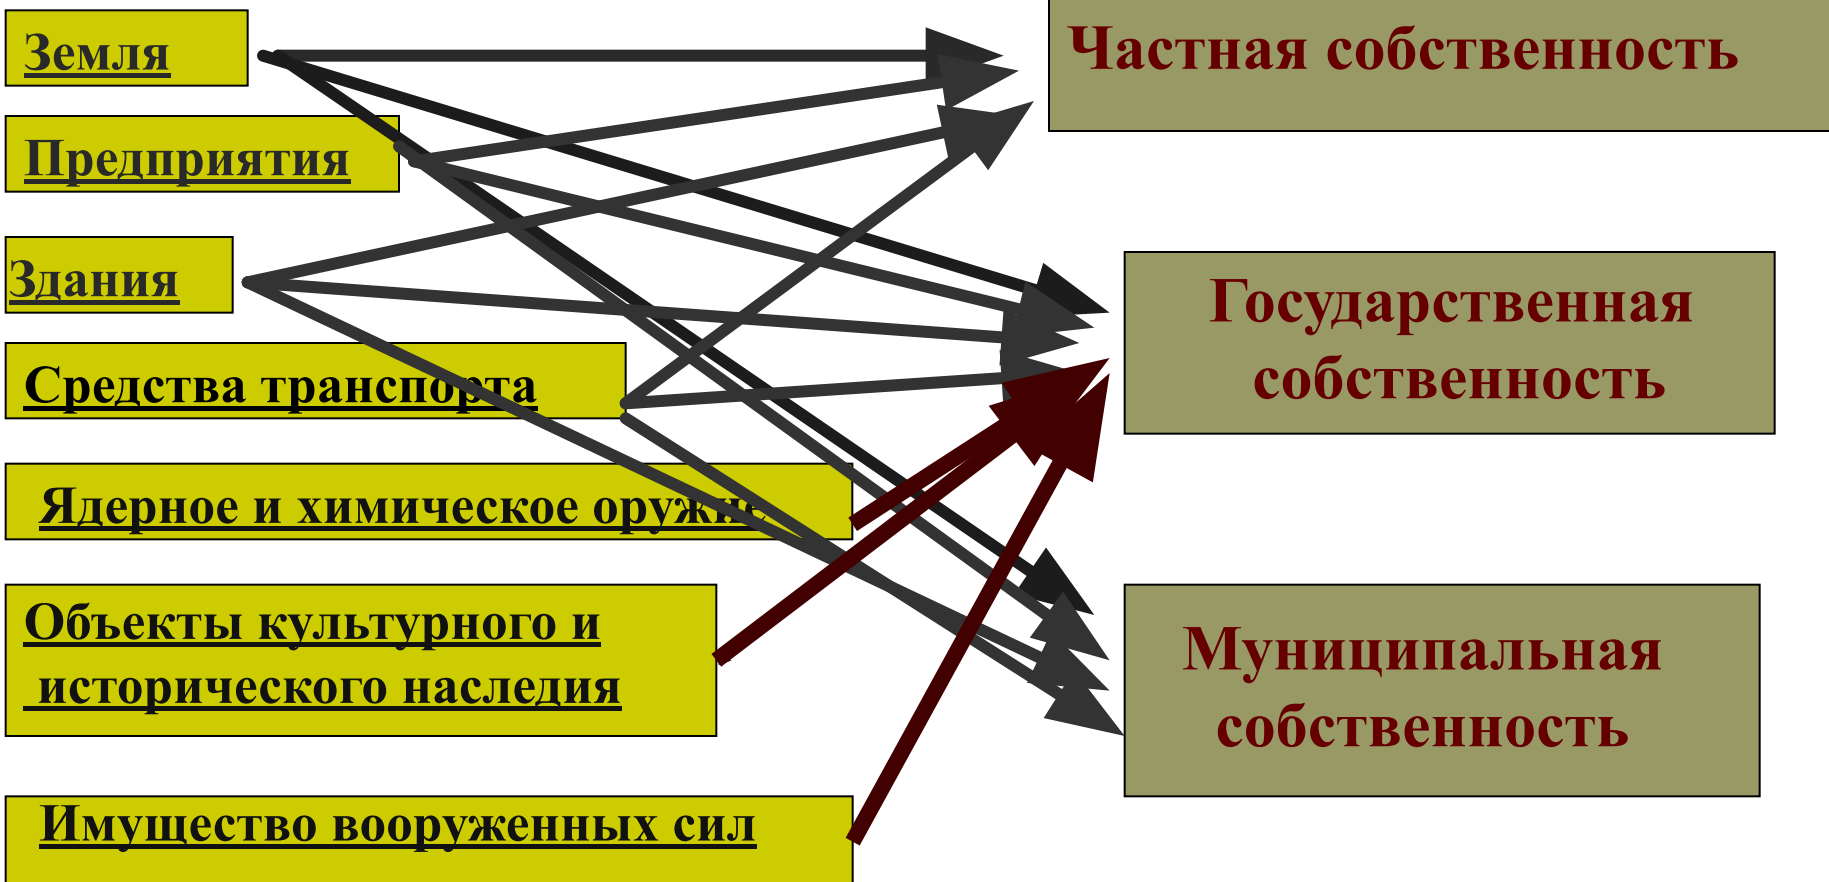 Земля
Предприятия
Здания
Средства транспорта
Ядерное и химическое оружие
Объекты культурного и
исторического наследия
Имущество вооруженных сил
Частная собственность
Государственная
собственность
Муниципальная
собственность